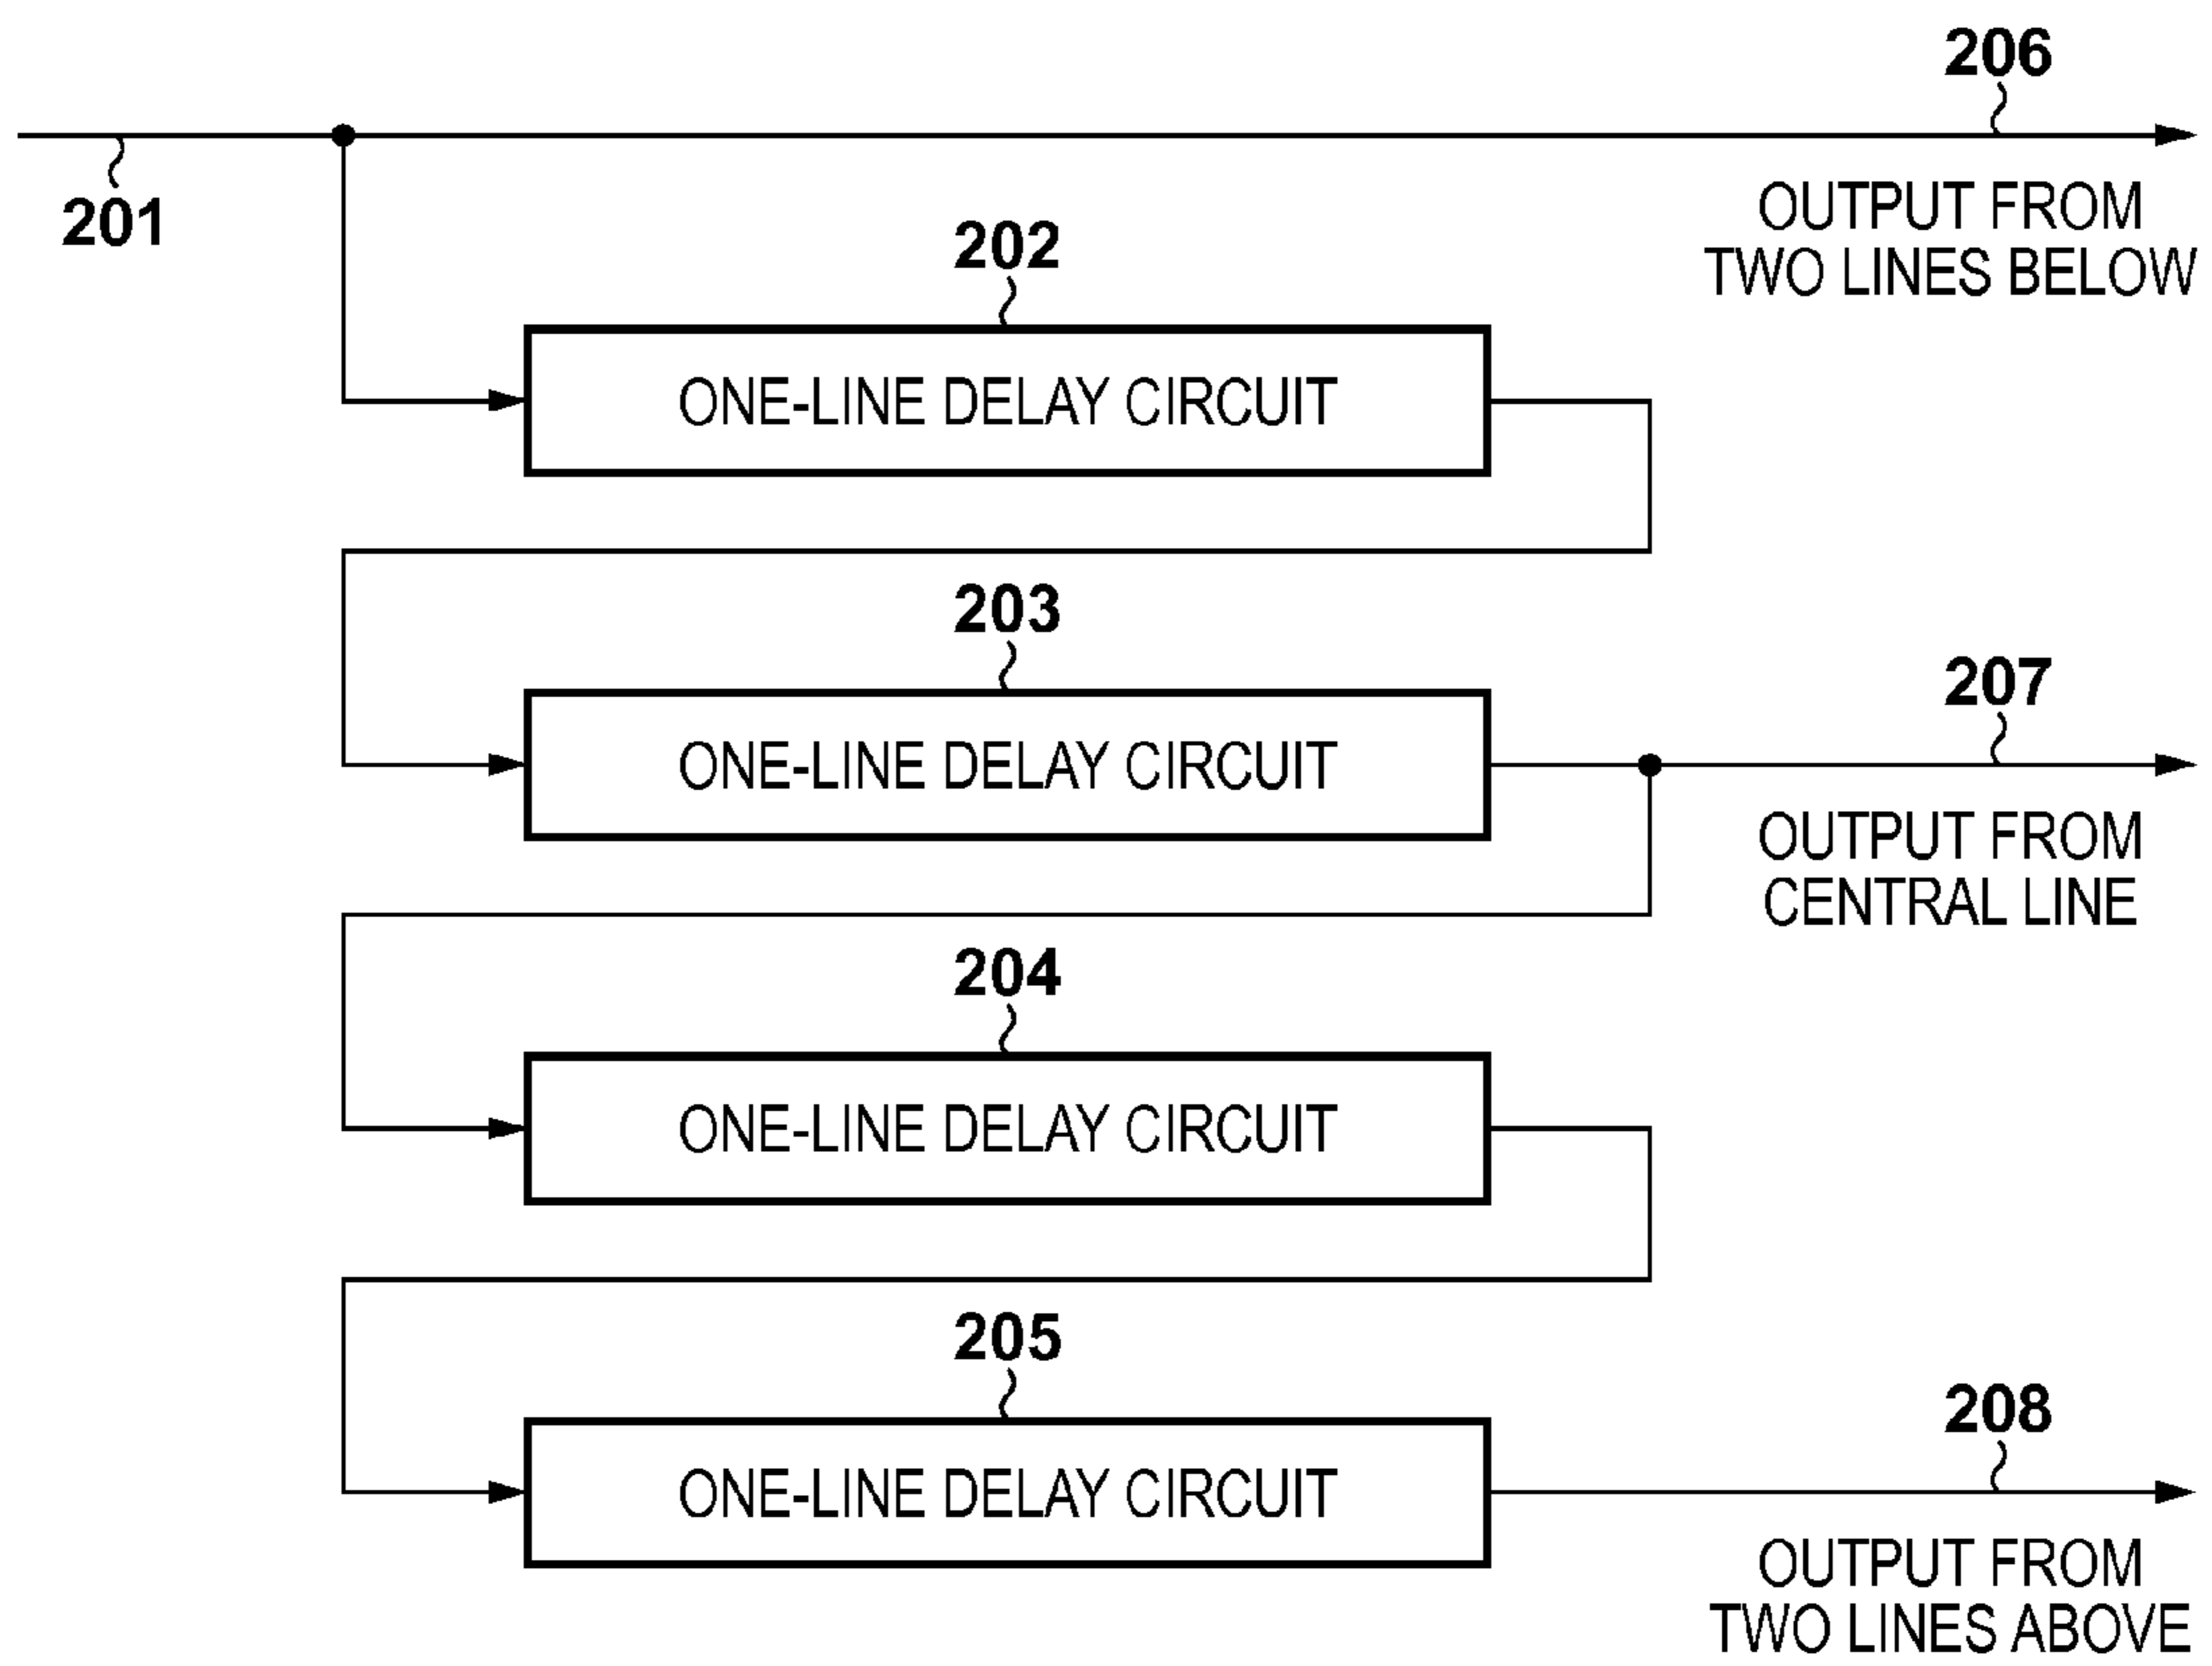 206
201
OUTPUT FROM
TWO LINES BELOW
202
ONE-LINE DELAY CIRCUIT
203
ONE-LINE DELAY CIRCUIT
207
OUTPUT FROM
CENTRAL LINE
204
ONE-LINE DELAY CIRCUIT
205
ONE-LINE DELAY CIRCUIT
208
OUTPUT FROM
TWO LINES ABOVE